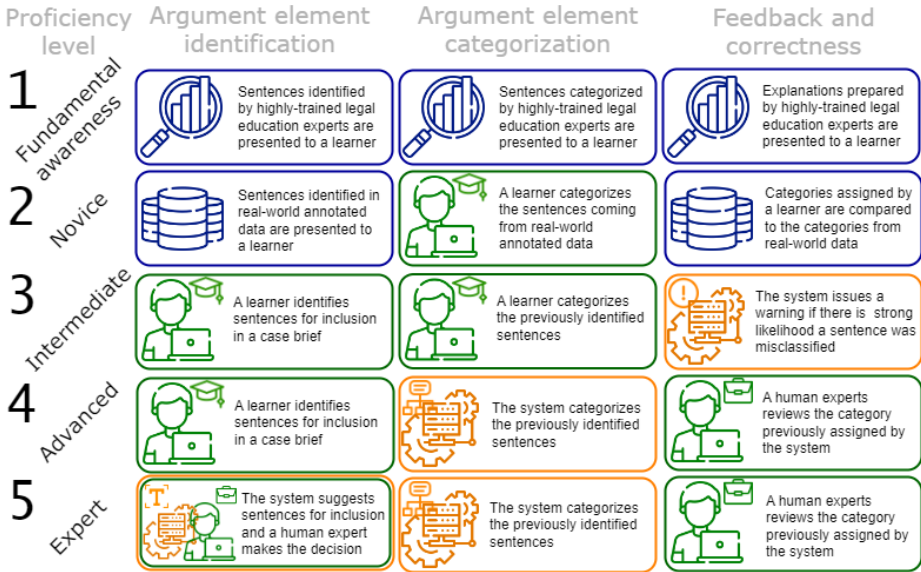 Proficiency level
Argument element identification
Argument element categorization
Feedback and correctness
1
Fundamental awareness
Sentences identified
by highly-trained legal
education experts are
presented to a learner
Sentences categorized
by highly-trained legal
education experts are
presented to a learner
Explanations prepared
by highly-trained legal
education experts are
presented to a learner
2
Novice
Sentences identified in
real-world annotated
data are presented to
a learner
A learner categorizes
the sentences coming
from real-world
annotated data
Categories assigned by
a learner are compared
to the categories from
real-world data
3
Intermediate
A learner identifies
sentences for inclusion
in a case brief
A learner categorizes
the previously identified
sentences
The system issues a
warning if there is strong
likelihood a sentence was
misclassified
4
Advanced
A learner identifies
sentences for inclusion
in a case brief
The system categorizes
the previously identified
sentences
A human experts
reviews the category
previously assigned by
the system
5
Expert
T
The system suggests
sentences for inclusion
and a human expert
makes the decision
The system categorizes
the previously identified
sentences
A human experts
reviews the category
previously assigned by
the system